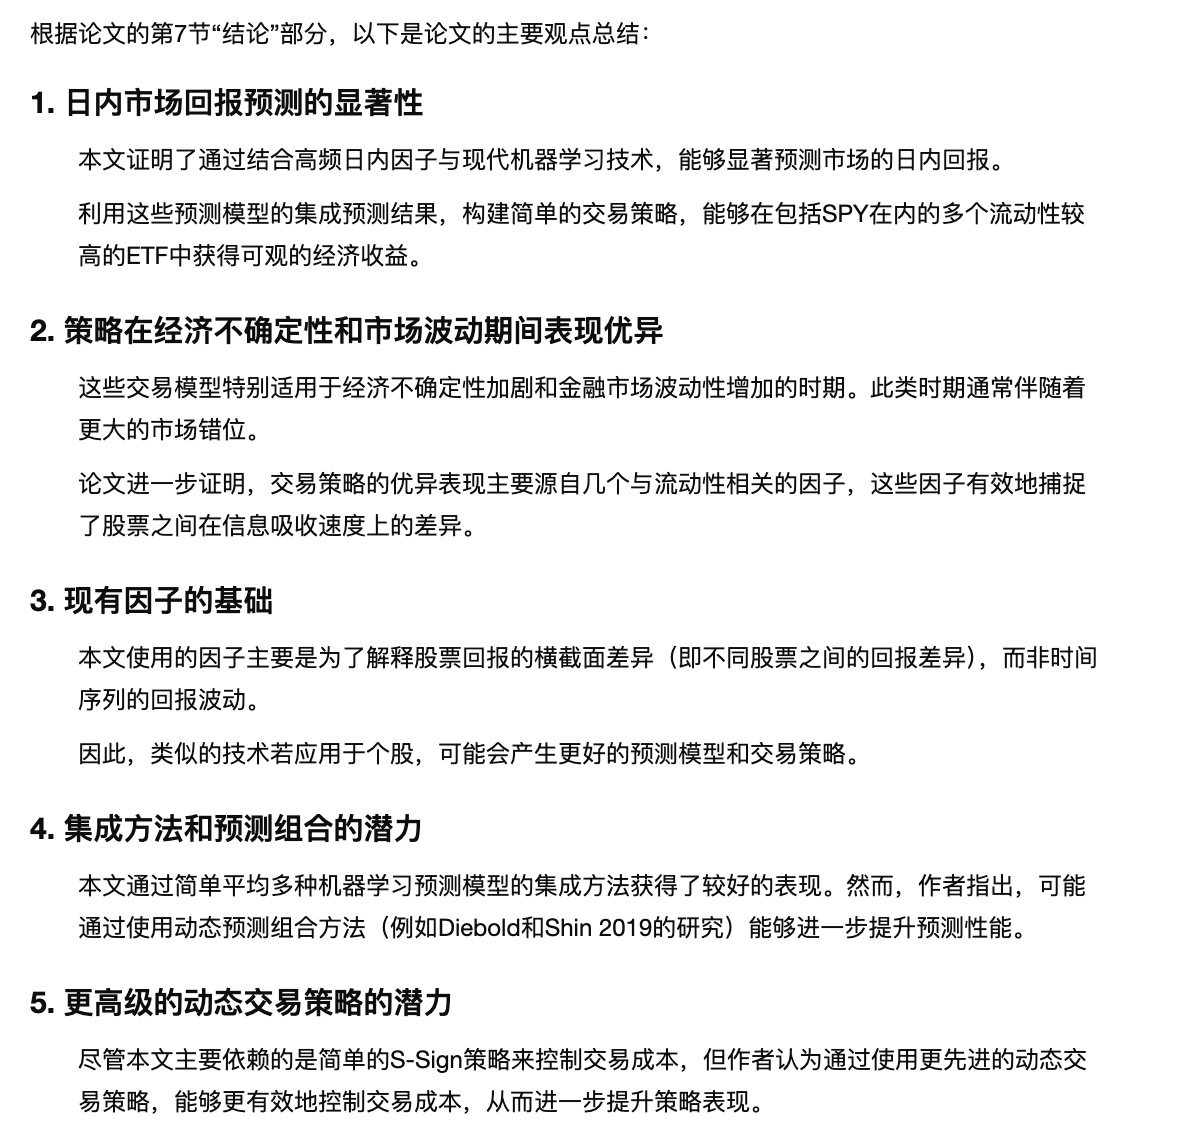 根据论文的第7节“结论”部分，以下是论文的主要观点总结：
1. 日内市场回报预测的显著性
本文证明了通过结合高频日内因子与现代机器学习技术，能够显著预测市场的日内回报。
利用这些预测模型的集成预测结果，构建简单的交易策略，能够在包括SPY在内的多个流动性较
高的ETF中获得可观的经济收益。
2. 策略在经济不确定性和市场波动期间表现优异
这些交易模型特别适用于经济不确定性加剧和金融市场波动性增加的时期。此类时期通常伴随着
更大的市场错位。
论文进一步证明，交易策略的优异表现主要源自几个与流动性相关的因子，这些因子有效地捕捉
了股票之间在信息吸收速度上的差异。
3. 现有因子的基础
本文使用的因子主要是为了解释股票回报的横截面差异（即不同股票之间的回报差异），而非时间
序列的回报波动。
因此，类似的技术若应用于个股，可能会产生更好的预测模型和交易策略。
4. 集成方法和预测组合的潜力
本文通过简单平均多种机器学习预测模型的集成方法获得了较好的表现。然而，作者指出，可能
通过使用动态预测组合方法（例如Diebold和Shin 2019的研究）能够进一步提升预测性能。
5. 更高级的动态交易策略的潜力
尽管本文主要依赖的是简单的S-Sign策略来控制交易成本，但作者认为通过使用更先进的动态交
易策略，能够更有效地控制交易成本，从而进一步提升策略表现。